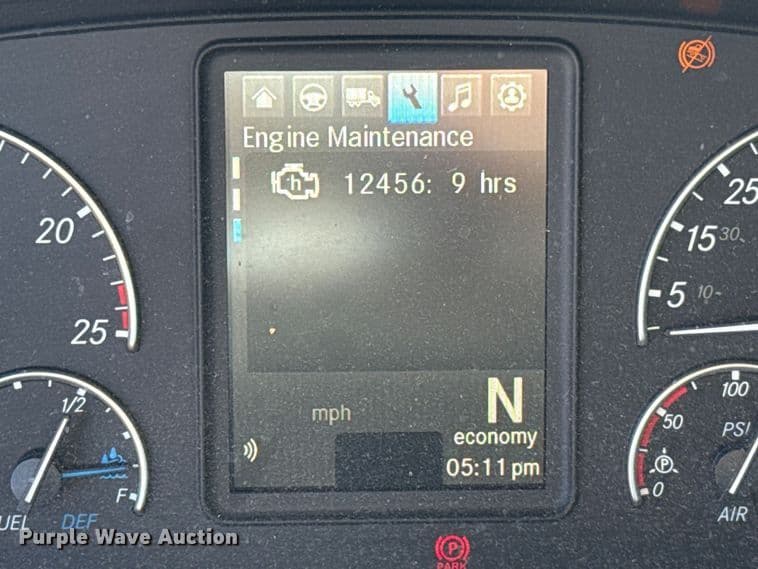 Engine Maintenance
h 12456: 9 hrs
20
25
25
15 30
5 10
mph
N
economy
05:11 pm
1/2
F
FUEL DEF
100
50
PSI
P
0
AIR
P
PARK
Purple Wave Auction